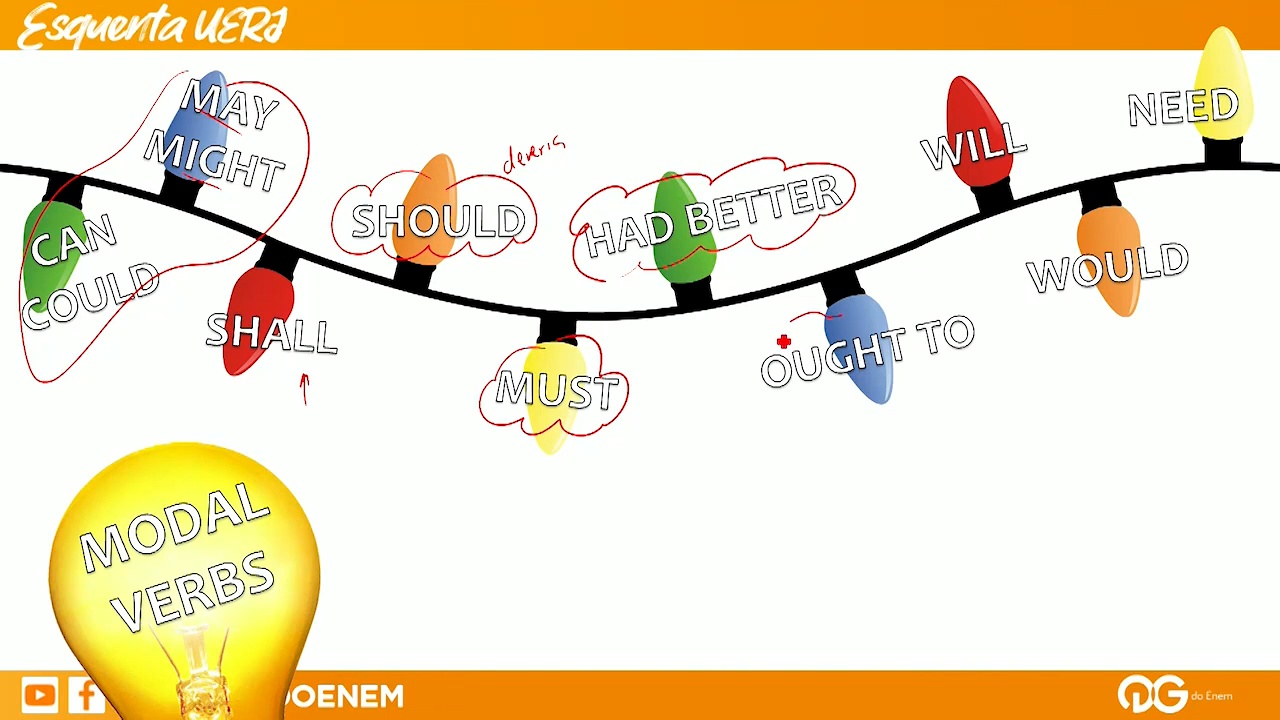 Esquenta UERJ
MAY
MIGHT
CAN
COULD
SHALL
SHOULD
deveria
MUST
HAD BETTER
OUGHT TO
WILL
WOULD
NEED
MODAL
VERBS
DOENEM
QG do Enem